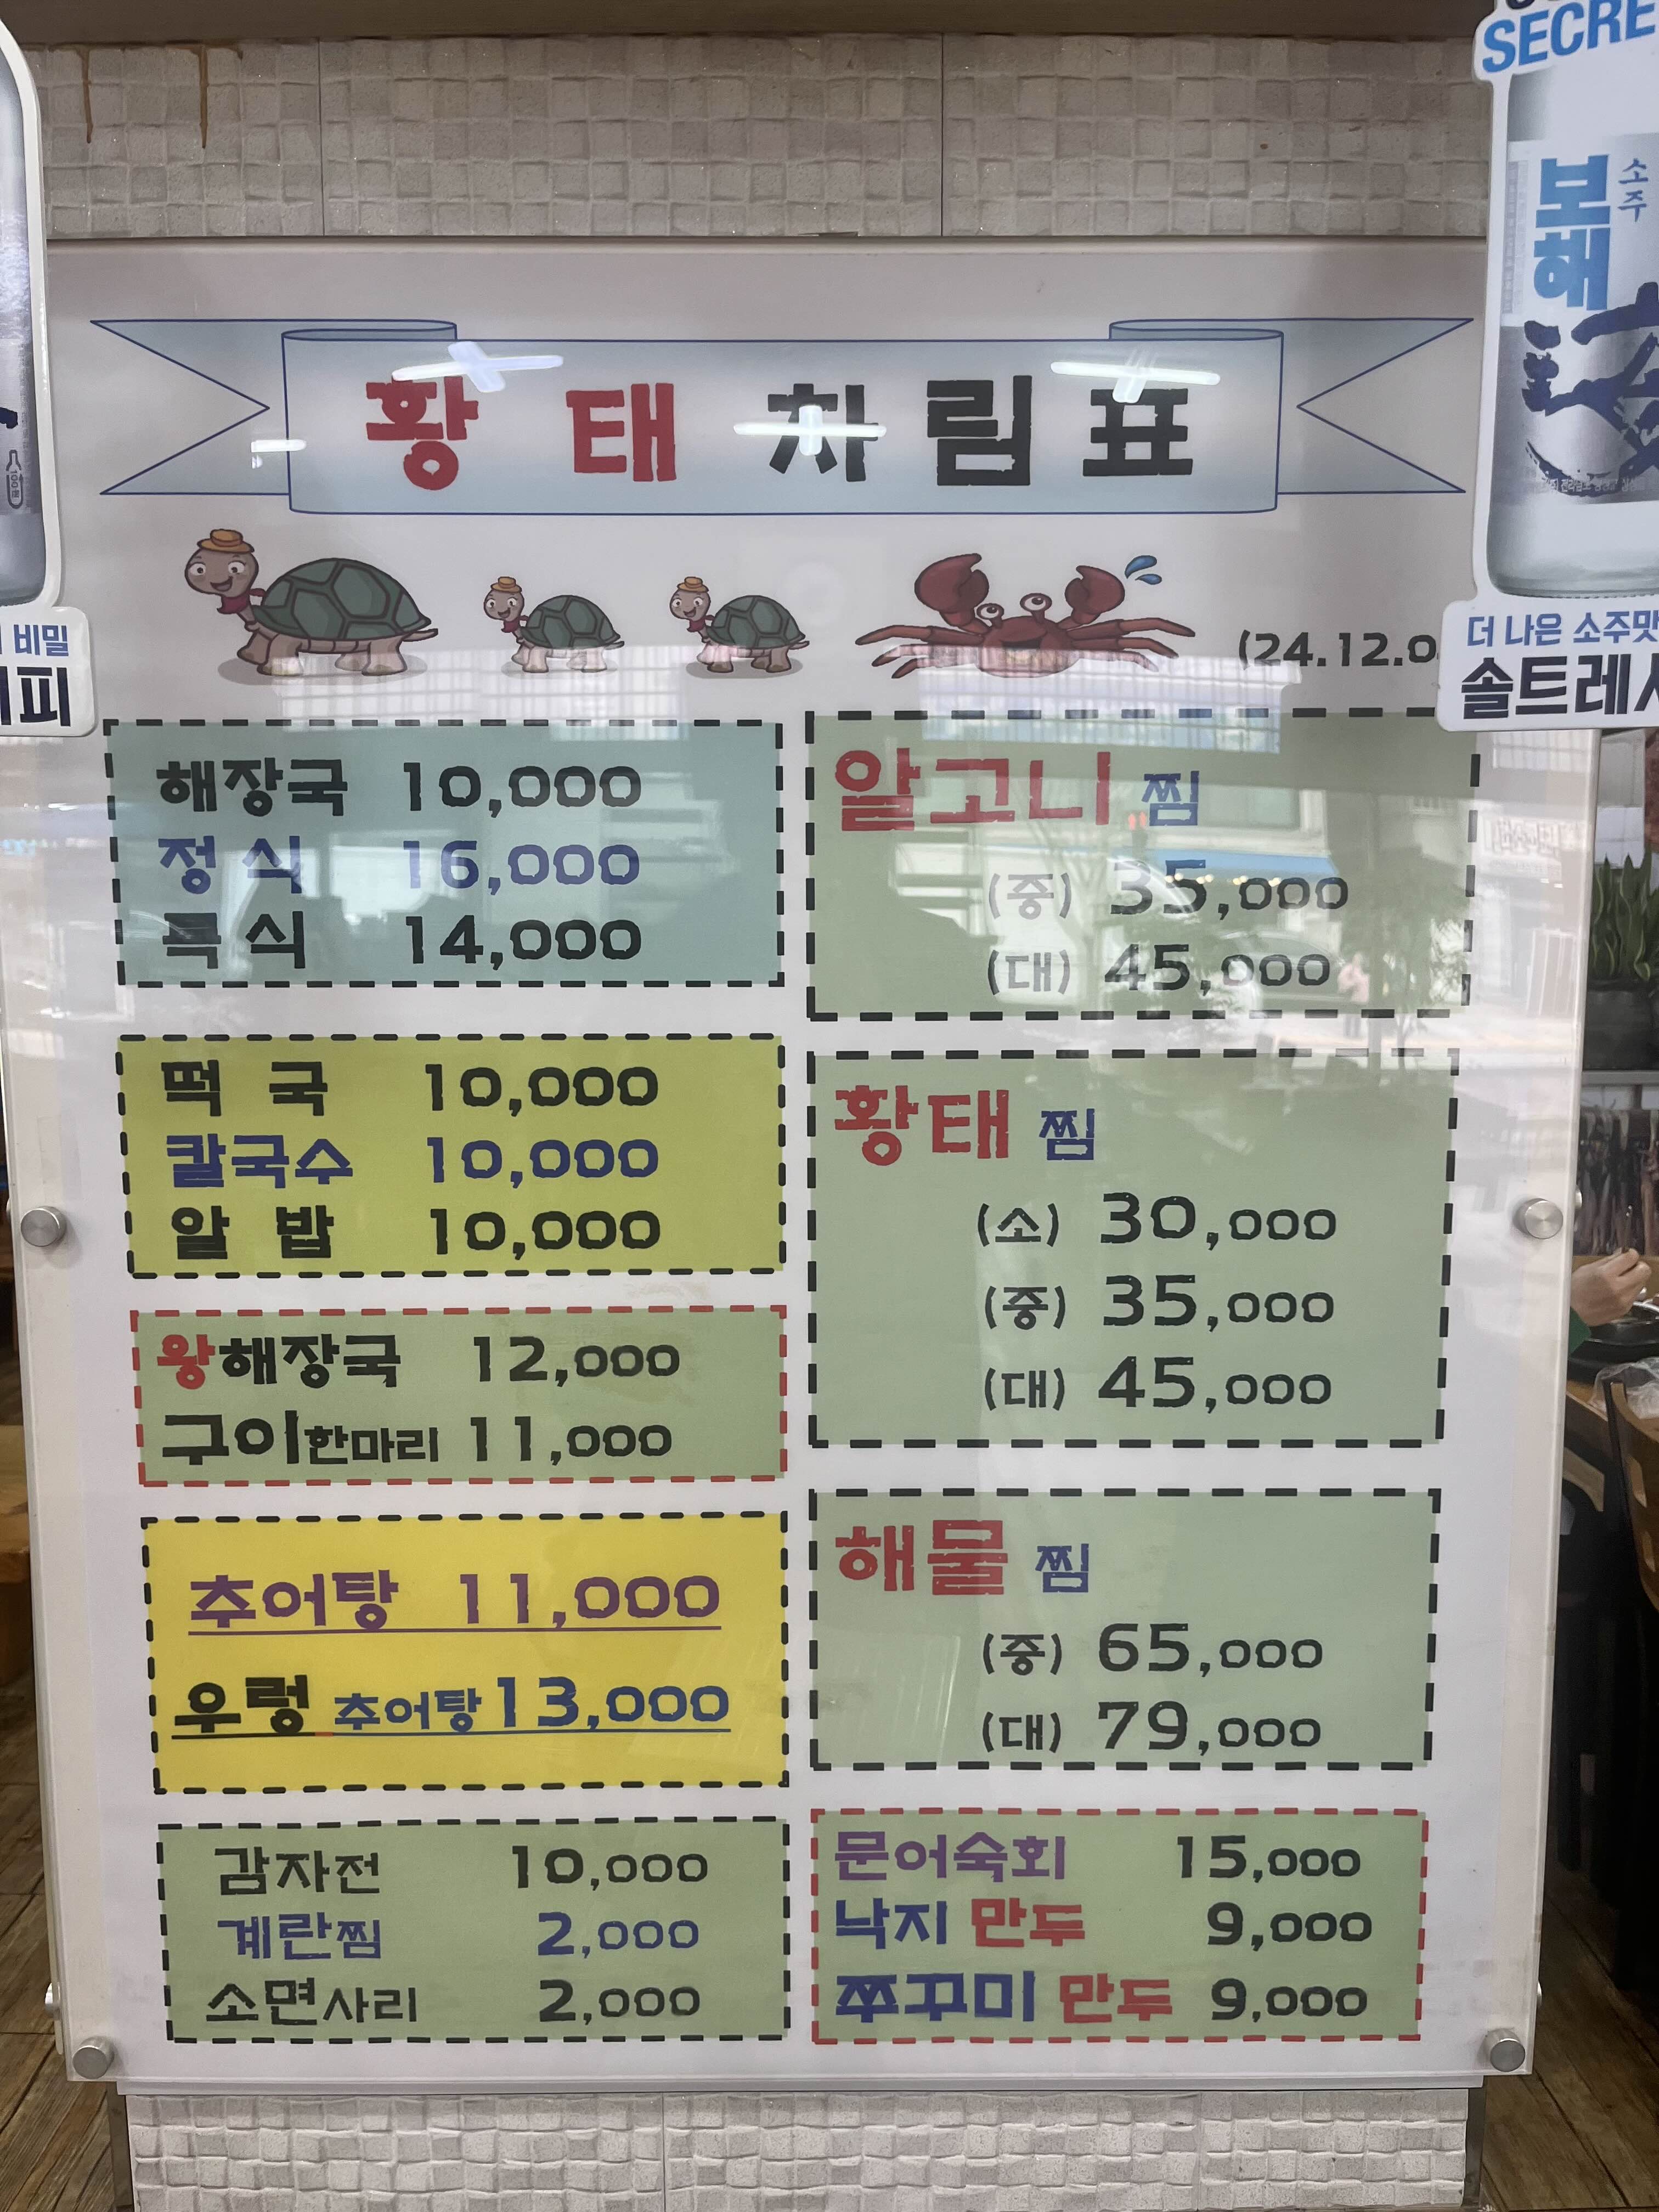 황 태 차 림 표
(24.12.0
해장국 10,000
정 식 16,000
특 식 14,000
떡 국 10,000
칼국수 10,000
알 밥 10,000
왕해장국 12,000
구이한마리 11,000
추어탕 11,000
우렁 추어탕 13,000
감자전 10,000
계란찜 2,000
소면사리 2,000
알고니 찜
(중) 35,000
(대) 45,000
황태 찜
(소) 30,000
(중) 35,000
(대) 45,000
해물 찜
(중) 65,000
(대) 79,000
문어숙회 15,000
낙지 만두 9,000
쭈꾸미 만두 9,000
비밀
피
SECRE
보해
소주
더 나은 소주맛
솔트레시